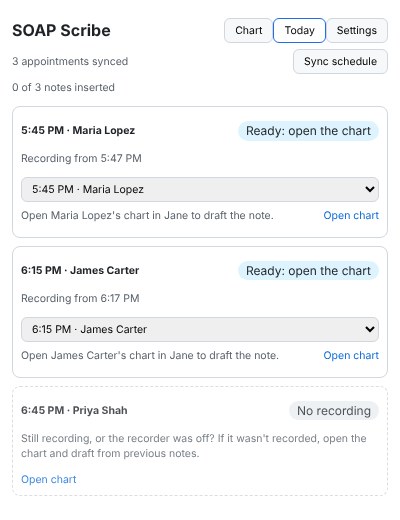 SOAP Scribe
Chart
Today
Settings
3 appointments synced
Sync schedule
0 of 3 notes inserted
5:45 PM · Maria Lopez
Ready: open the chart
Recording from 5:47 PM
5:45 PM · Maria Lopez
Open Maria Lopez's chart in Jane to draft the note.
Open chart
6:15 PM · James Carter
Ready: open the chart
Recording from 6:17 PM
6:15 PM · James Carter
Open James Carter's chart in Jane to draft the note.
Open chart
6:45 PM · Priya Shah
No recording
Still recording, or the recorder was off? If it wasn't recorded, open the
chart and draft from previous notes.
Open chart